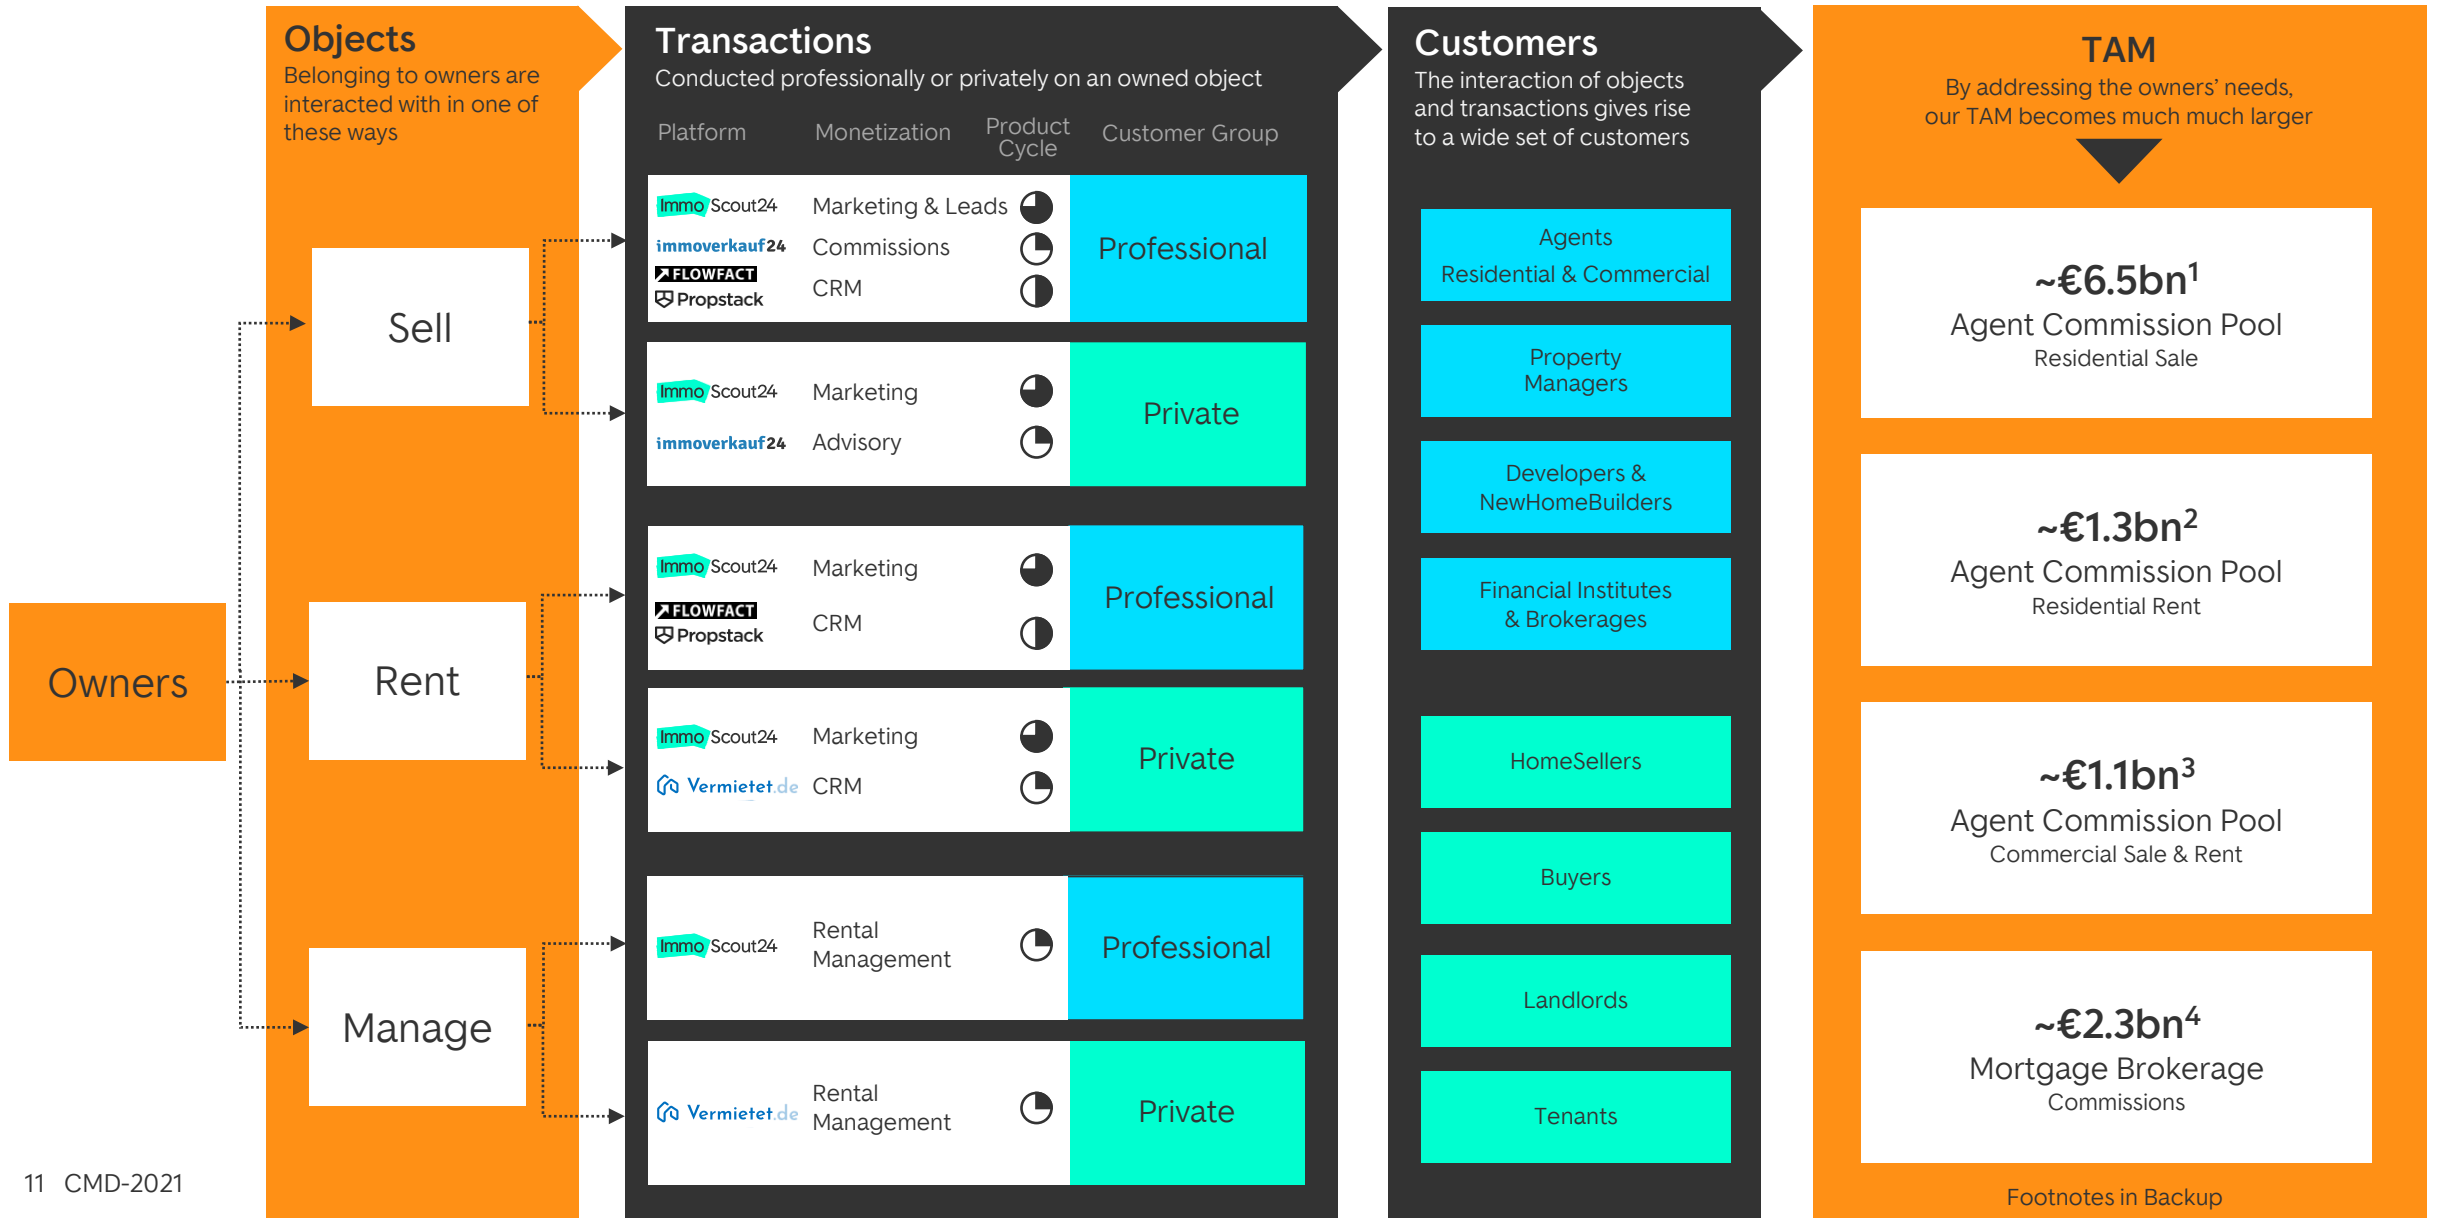 Objects
Belonging to owners are
interacted with in one of
these ways
Owners
Sell
Rent
Manage
Transactions
Conducted professionally or privately on an owned object
Platform
Monetization
Product
Cycle
Customer Group
ImmoScout24
Marketing & Leads
immoverkauf24
Commissions
FLOWFACT
Propstack
CRM
Professional
ImmoScout24
Marketing
immoverkauf24
Advisory
Private
ImmoScout24
Marketing
FLOWFACT
Propstack
CRM
Professional
ImmoScout24
Marketing
Vermietet.de
CRM
Private
ImmoScout24
Rental
Management
Professional
Vermietet.de
Rental
Management
Private
Customers
The interaction of objects
and transactions gives rise
to a wide set of customers
Agents
Residential & Commercial
Property
Managers
Developers &
NewHomeBuilders
Financial Institutes
& Brokerages
HomeSellers
Buyers
Landlords
Tenants
TAM
By addressing the owners’ needs,
our TAM becomes much much larger
~€6.5bn¹
Agent Commission Pool
Residential Sale
~€1.3bn²
Agent Commission Pool
Residential Rent
~€1.1bn³
Agent Commission Pool
Commercial Sale & Rent
~€2.3bn⁴
Mortgage Brokerage
Commissions
Footnotes in Backup
11 CMD-2021